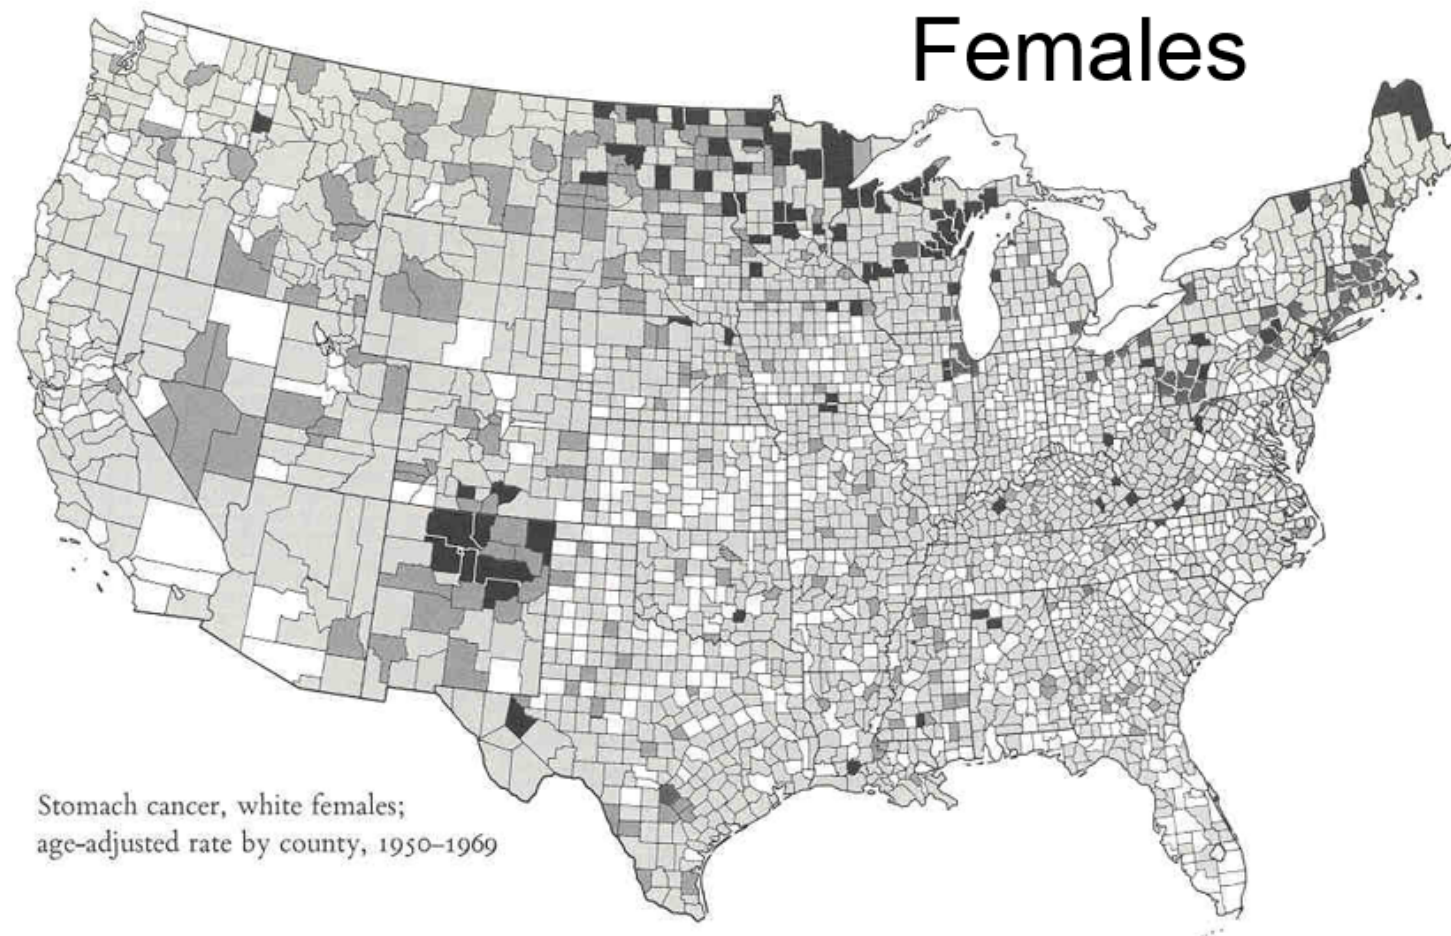 Females
Stomach cancer, white females;
age-adjusted rate by county, 1950–1969